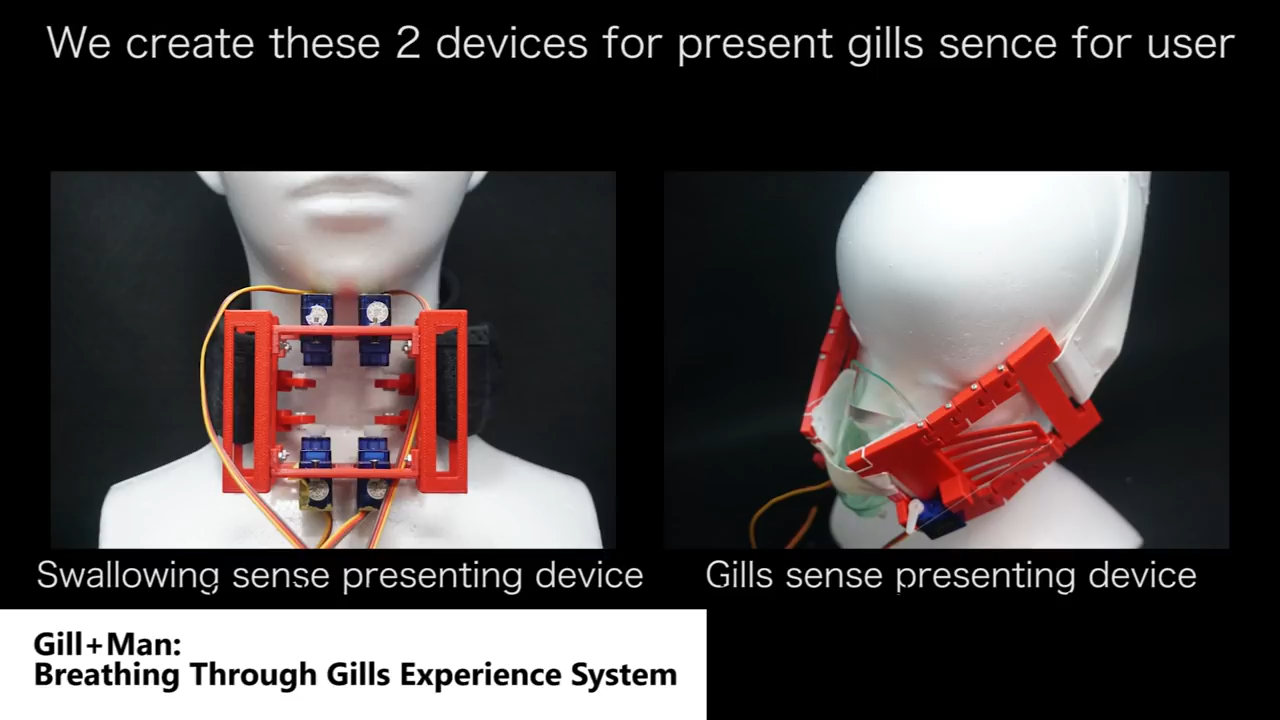 We create these 2 devices for present gills sence for user
Swallowing sense presenting device
Gills sense presenting device
Gill+Man:
Breathing Through Gills Experience System